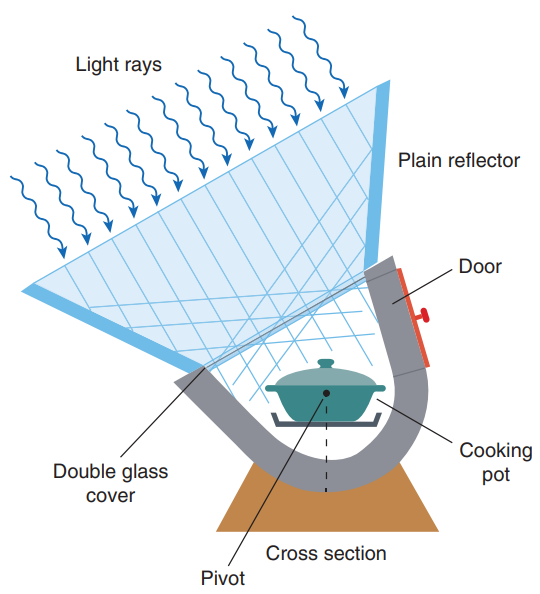 Light rays
Plain reflector
Door
Double glass
cover
Cooking
pot
Cross section
Pivot